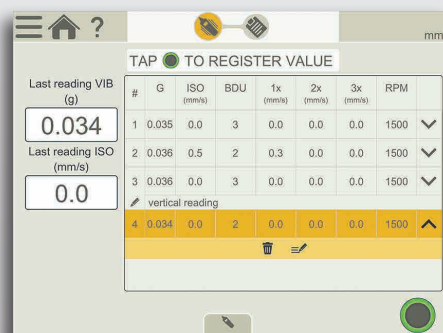 ?
mm
TAP TO REGISTER VALUE
Last reading VIB
(g)
0.034
Last reading ISO
(mm/s)
0.0
# G ISO (mm/s) BDU 1x (mm/s) 2x (mm/s) 3x (mm/s) RPM
1 0.035 0.0 3 0.0 0.0 0.0 1500
2 0.036 0.5 2 0.3 0.0 0.0 1500
3 0.036 0.0 3 0.0 0.0 0.0 1500
vertical reading
4 0.034 0.0 2 0.0 0.0 0.0 1500